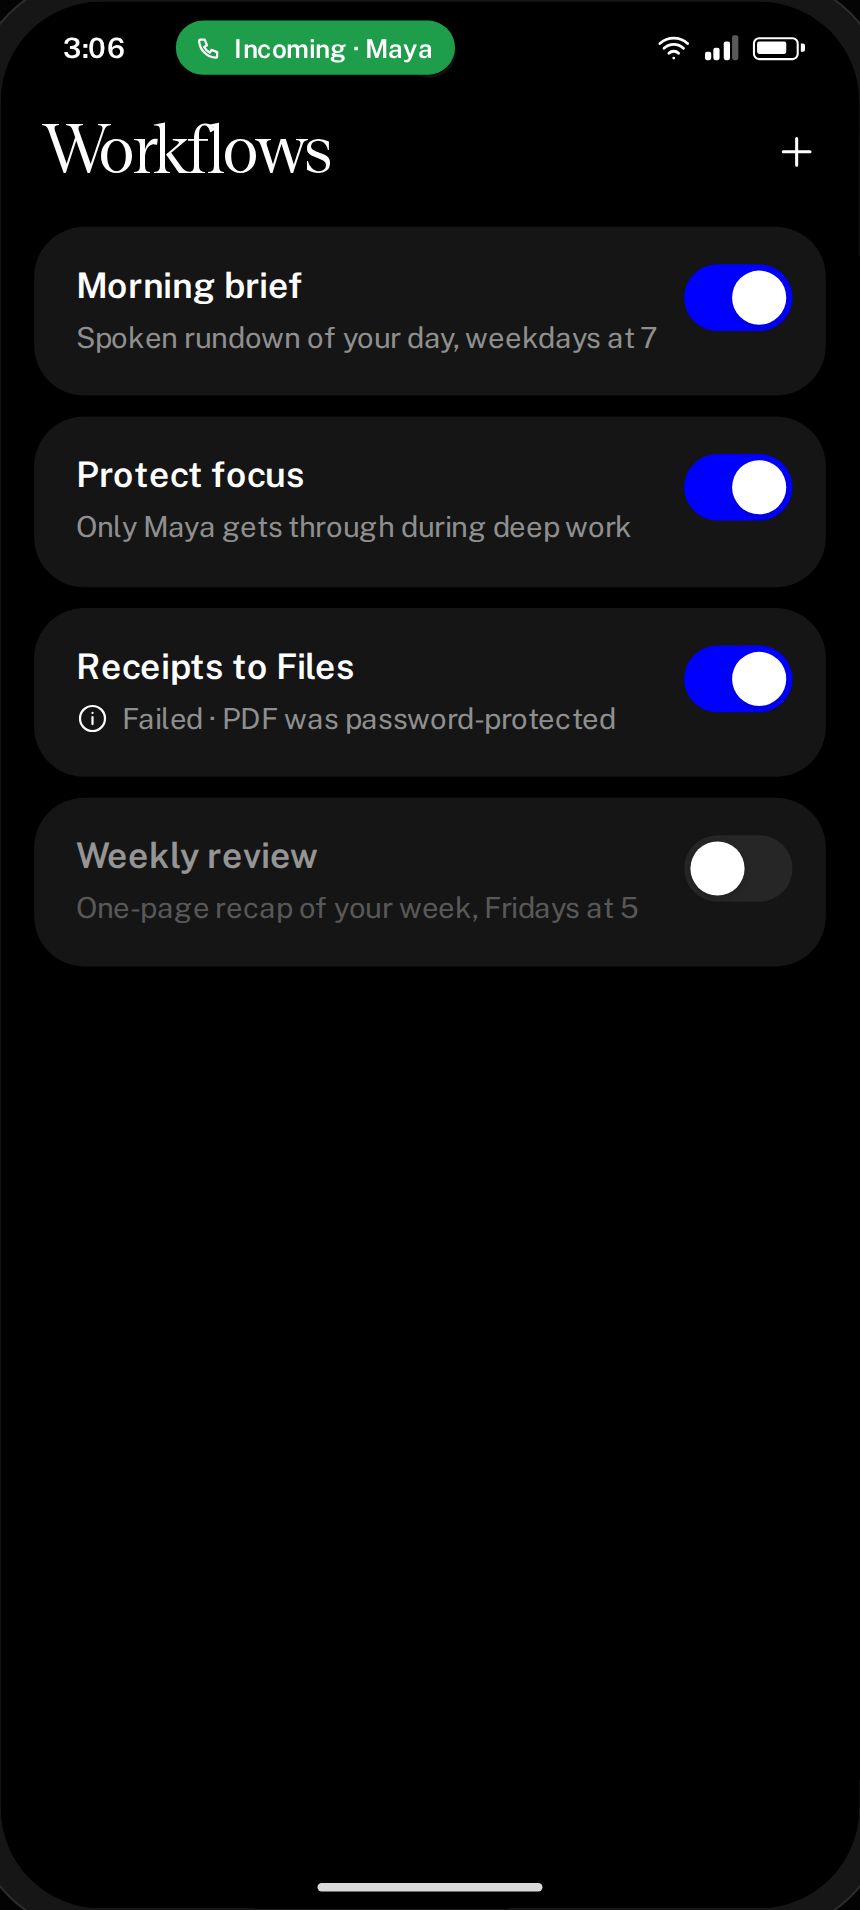 3:06
Incoming · Maya
Workflows
Morning brief
Spoken rundown of your day, weekdays at 7
Protect focus
Only Maya gets through during deep work
Receipts to Files
Failed · PDF was password-protected
Weekly review
One-page recap of your week, Fridays at 5